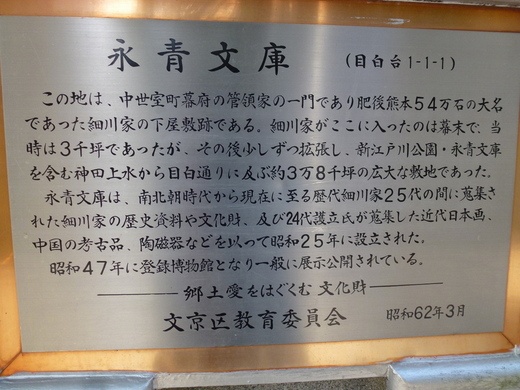 永青文庫 (目白台1-1-1)
この地は、中世室町幕府の管領家の一門であり肥後熊本54万石の大名
であった細川家の下屋敷跡である。細川家がここに入ったのは幕末で、当
時は3千坪であったが、その後少しずつ拡張し、新江戸川公園・永青文庫
を含む神田上水から目白通りに及ぶ約3万8千坪の広大な敷地であった。
永青文庫は、南北朝時代から現在に至る歴代細川家25代の間に蒐集さ
れた細川家の歴史資料や文化財、及び24代護立氏が蒐集した近代日本画、
中国の考古品、陶磁器などを以って昭和25年に設立された。
昭和47年に登録博物館となり一般に展示公開されている。
郷土愛をはぐくむ文化財
文京区教育委員会 昭和62年3月